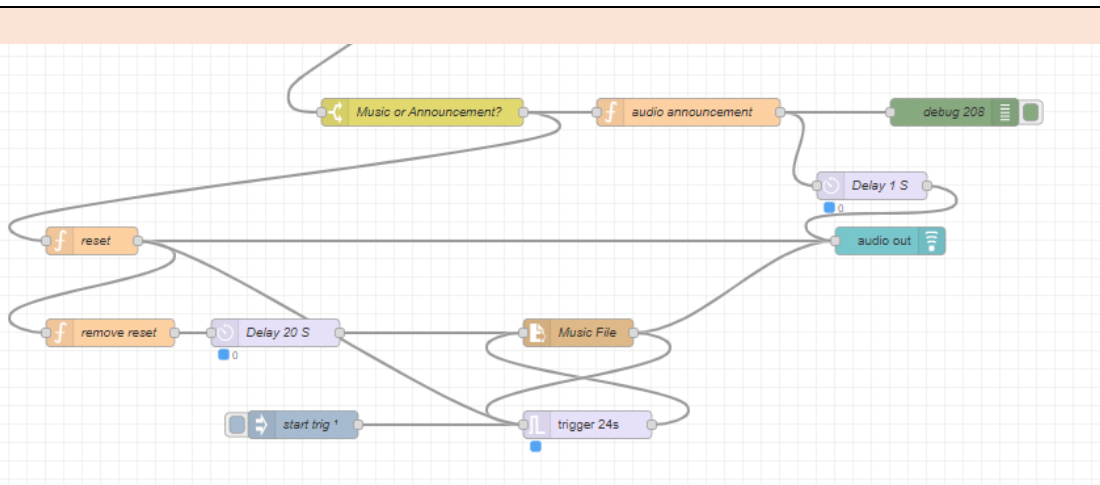 Music or Announcement?
audio announcement
debug 208
Delay 1 S
0
reset
audio out
remove reset
Delay 20 S
Music File
0
start trig ¹
trigger 24s